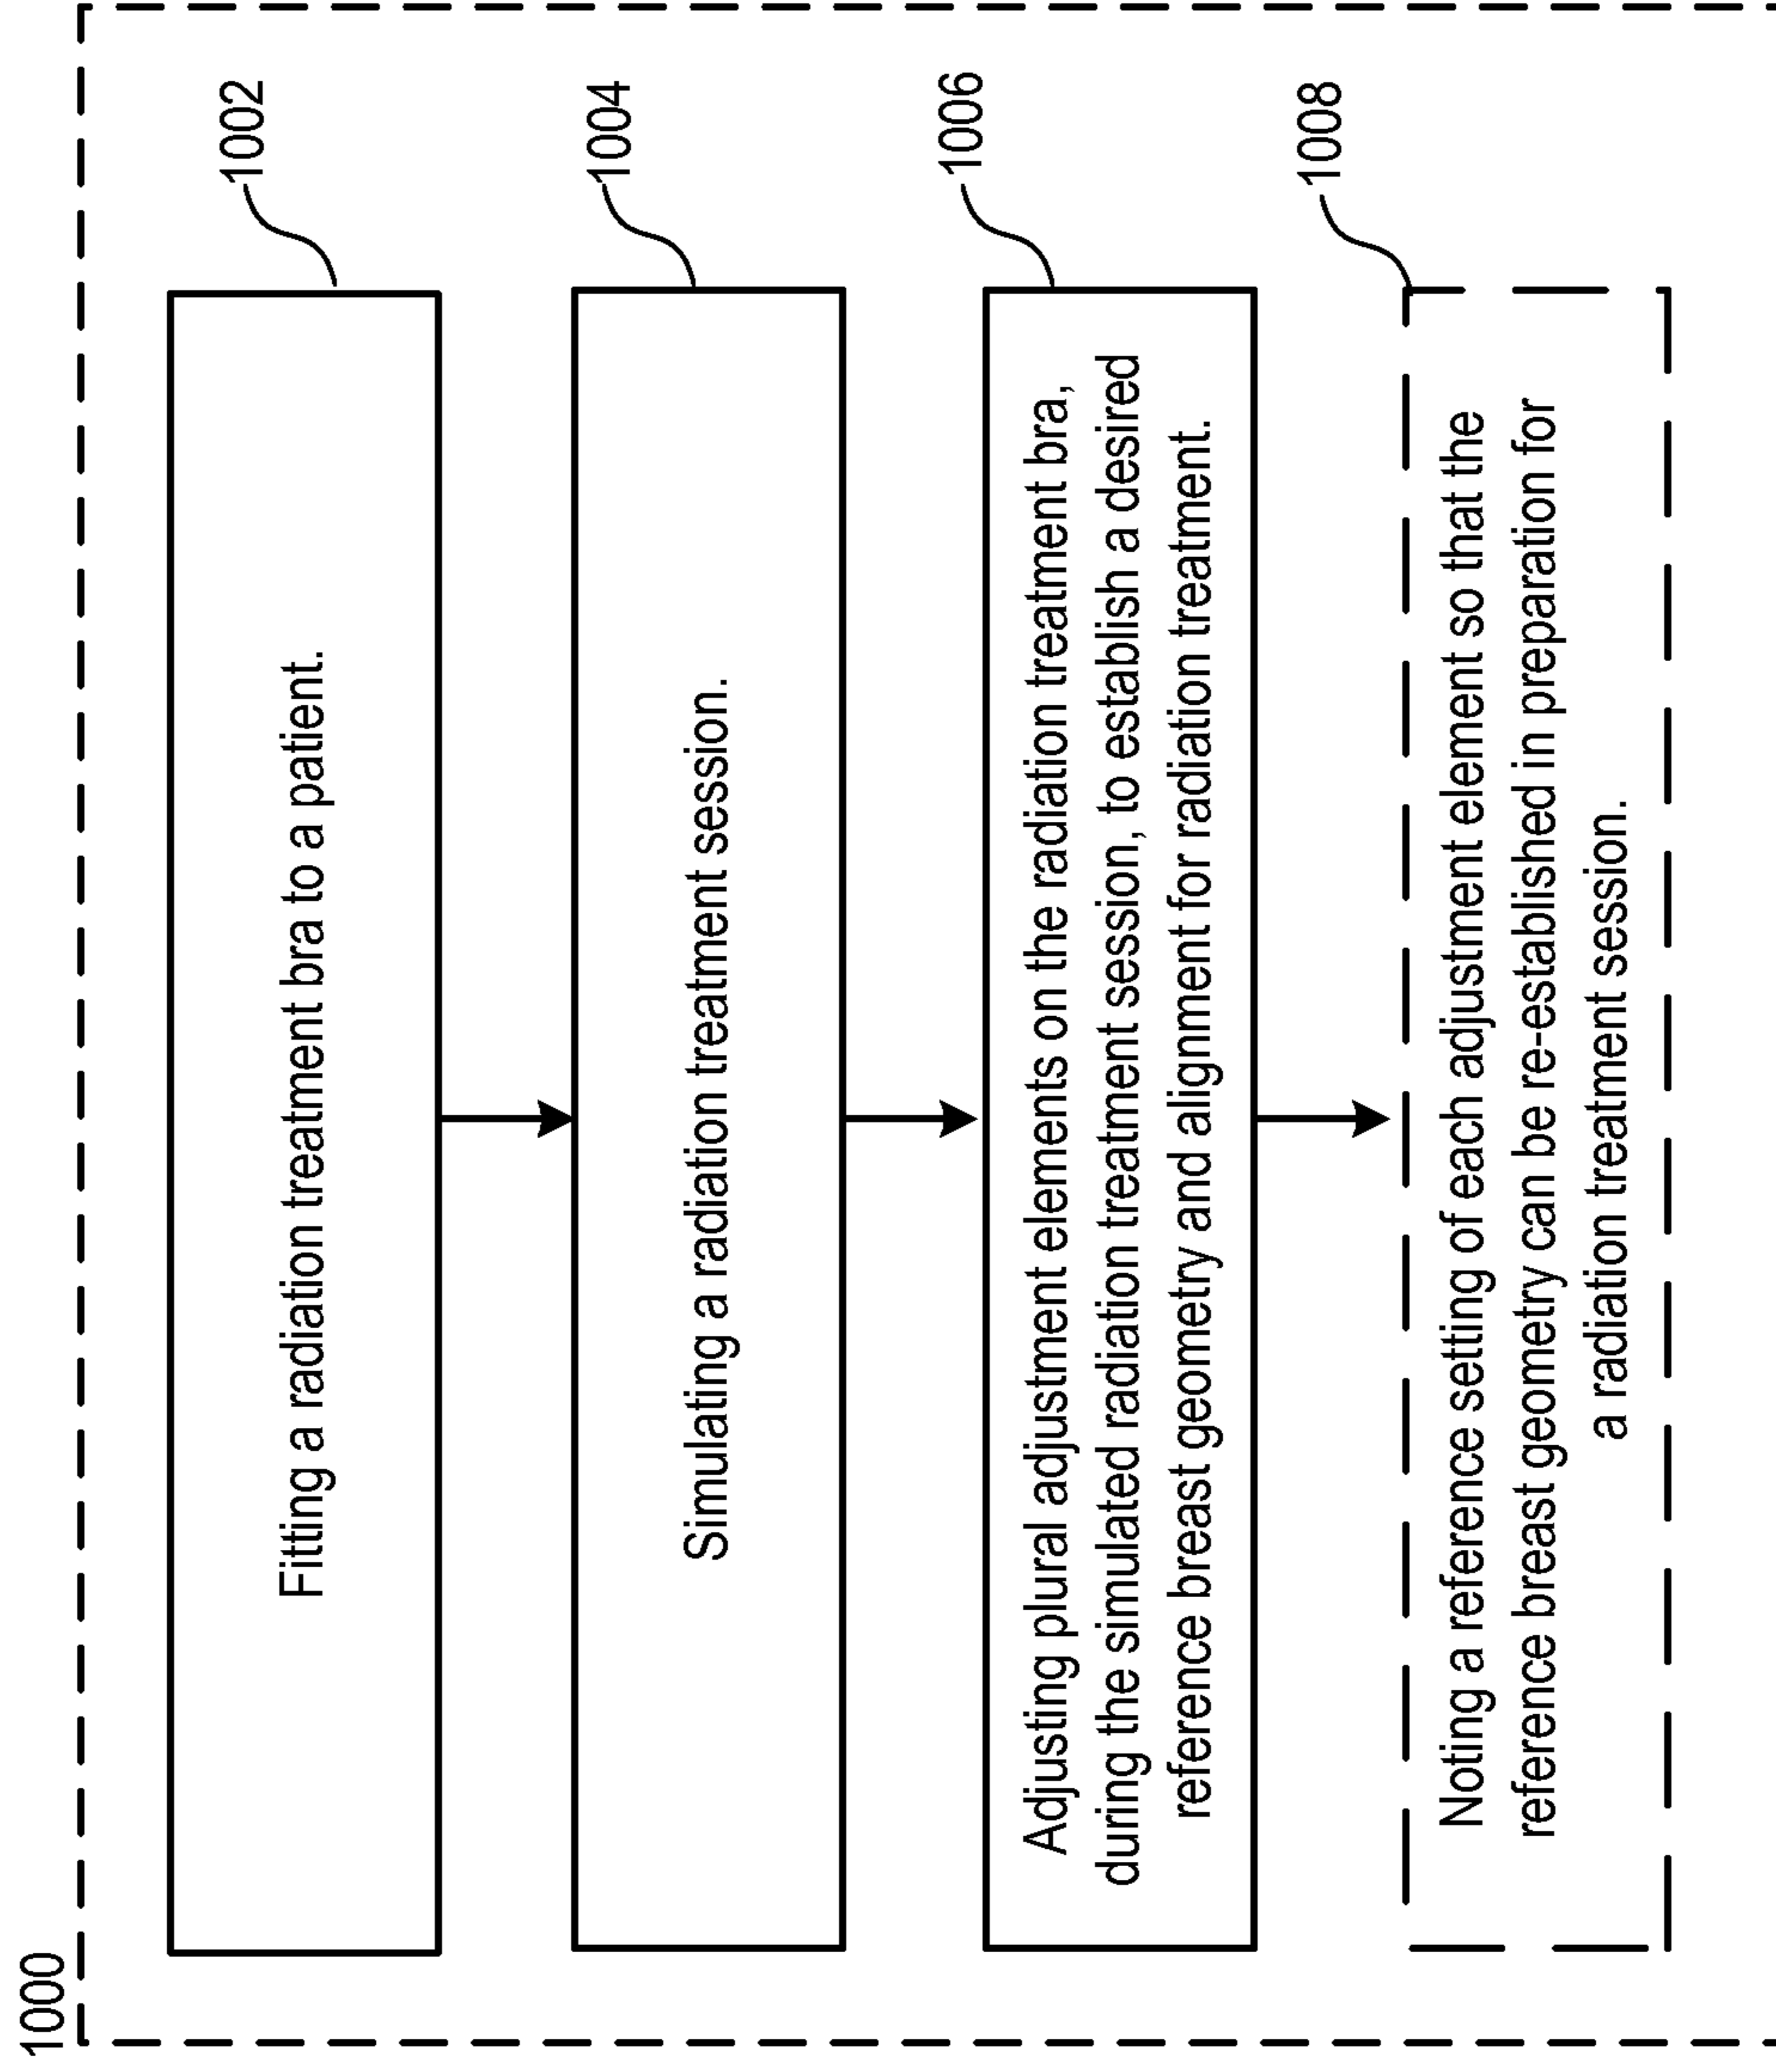 1000
1002
Fitting a radiation treatment bra to a patient.
1004
Simulating a radiation treatment session.
1006
Adjusting plural adjustment elements on the radiation treatment bra,
during the simulated radiation treatment session, to establish a desired
reference breast geometry and alignment for radiation treatment.
1008
Noting a reference setting of each adjustment element so that the
reference breast geometry can be re-established in preparation for
a radiation treatment session.